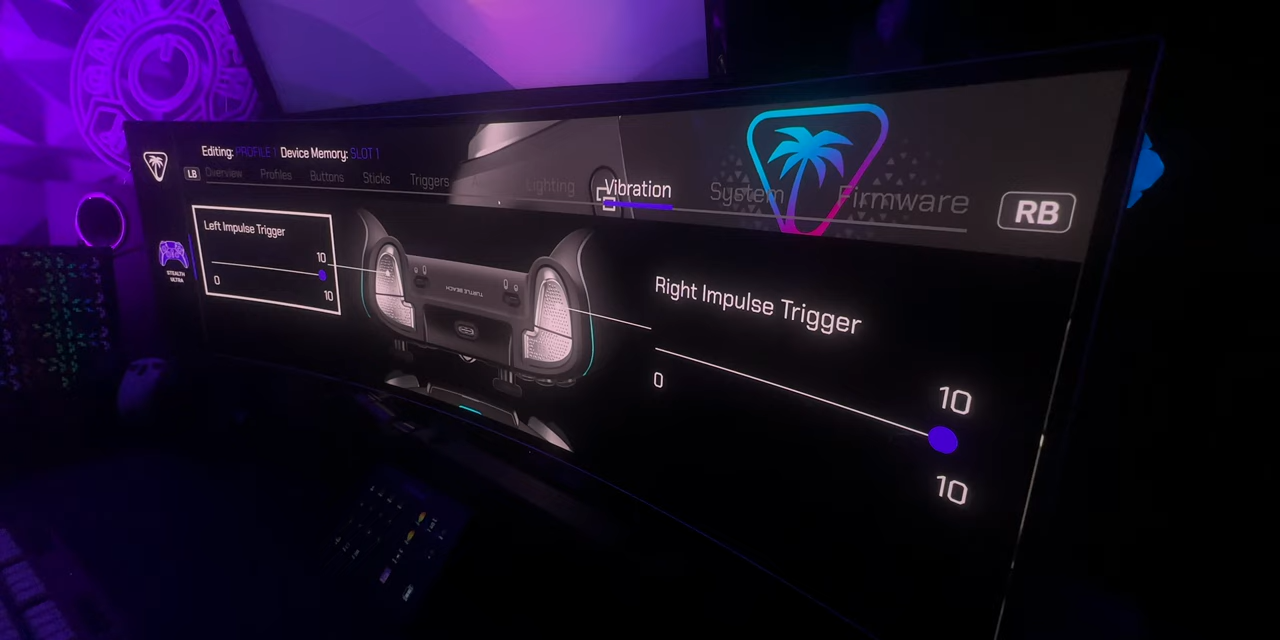 Editing: PROFILE 1 Device Memory: SLOT 1
LB Overview Profiles Buttons Sticks Triggers Lighting Vibration System Firmware RB
Left Impulse Trigger
10
0
10
STEALTH
ULTRA
TURTLE BEACH
Right Impulse Trigger
0
10
10